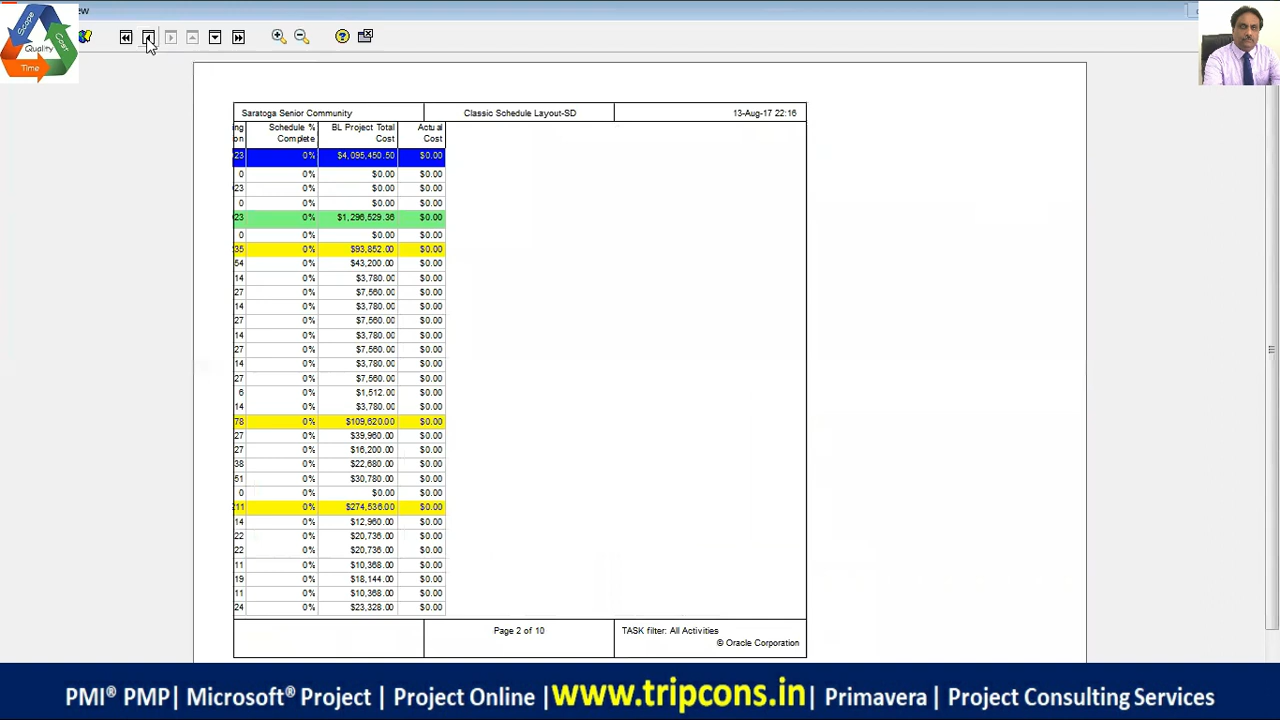 ew
Scope
Quality
Cost
Time
Saratoga Senior Community Classic Schedule Layout-SD 13-Aug-17 22:16
ng Schedule % BL Project Total Actual
on Complete Cost Cost
23 0% $4,095,450.50 $0.00
0 0% $0.00 $0.00
23 0% $0.00 $0.00
0 0% $0.00 $0.00
23 0% $1,296,529.36 $0.00
0 0% $0.00 $0.00
35 0% $93,852.00 $0.00
54 0% $43,200.00 $0.00
14 0% $3,780.00 $0.00
27 0% $7,560.00 $0.00
14 0% $3,780.00 $0.00
27 0% $7,560.00 $0.00
14 0% $3,780.00 $0.00
27 0% $7,560.00 $0.00
14 0% $3,780.00 $0.00
27 0% $7,560.00 $0.00
6 0% $1,512.00 $0.00
14 0% $3,780.00 $0.00
78 0% $109,620.00 $0.00
27 0% $39,960.00 $0.00
27 0% $16,200.00 $0.00
38 0% $22,680.00 $0.00
51 0% $30,780.00 $0.00
0 0% $0.00 $0.00
211 0% $274,536.00 $0.00
14 0% $12,960.00 $0.00
22 0% $20,736.00 $0.00
22 0% $20,736.00 $0.00
11 0% $10,368.00 $0.00
19 0% $18,144.00 $0.00
11 0% $10,368.00 $0.00
24 0% $23,328.00 $0.00
Page 2 of 10 TASK filter: All Activities
© Oracle Corporation
PMI® PMP| Microsoft® Project | Project Online |www.tripcons.in| Primavera | Project Consulting Services